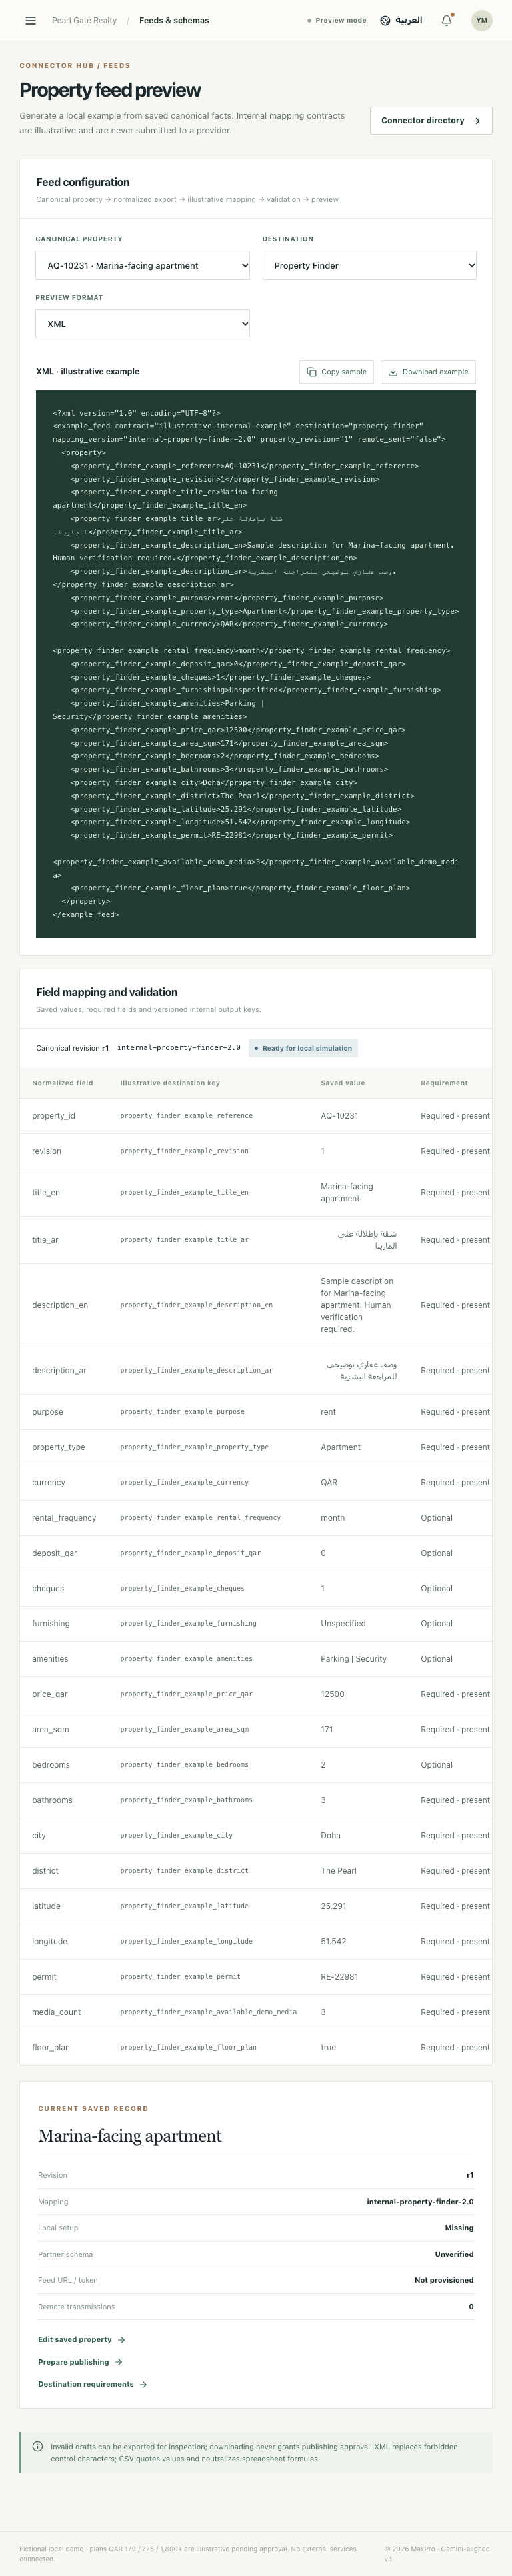 Pearl Gate Realty / Feeds & schemas
Preview mode
العربية
YM
CONNECTOR HUB / FEEDS
Property feed preview
Generate a local example from saved canonical facts. Internal mapping contracts
are illustrative and are never submitted to a provider.
Connector directory →
Feed configuration
Canonical property → normalized export → illustrative mapping → validation → preview
CANONICAL PROPERTY
AQ-10231 · Marina-facing apartment
DESTINATION
Property Finder
PREVIEW FORMAT
XML
XML · illustrative example
Copy sample
Download example
<?xml version="1.0" encoding="UTF-8"?>
<example_feed contract="illustrative-internal-example" destination="property-finder"
mapping_version="internal-property-finder-2.0" property_revision="1" remote_sent="false">
<property>
<property_finder_example_reference>AQ-10231</property_finder_example_reference>
<property_finder_example_revision>1</property_finder_example_revision>
<property_finder_example_title_en>Marina-facing
apartment</property_finder_example_title_en>
<property_finder_example_title_ar>شقة بإطلالة على
المارينا</property_finder_example_title_ar>
<property_finder_example_description_en>Sample description for Marina-facing apartment.
Human verification required.</property_finder_example_description_en>
<property_finder_example_description_ar>وصف عقاري توضيحي للمراجعة البشرية.
</property_finder_example_description_ar>
<property_finder_example_purpose>rent</property_finder_example_purpose>
<property_finder_example_property_type>Apartment</property_finder_example_property_type>
<property_finder_example_currency>QAR</property_finder_example_currency>
<property_finder_example_rental_frequency>month</property_finder_example_rental_frequency>
<property_finder_example_deposit_qar>0</property_finder_example_deposit_qar>
<property_finder_example_cheques>1</property_finder_example_cheques>
<property_finder_example_furnishing>Unspecified</property_finder_example_furnishing>
<property_finder_example_amenities>Parking |
Security</property_finder_example_amenities>
<property_finder_example_price_qar>12500</property_finder_example_price_qar>
<property_finder_example_area_sqm>171</property_finder_example_area_sqm>
<property_finder_example_bedrooms>2</property_finder_example_bedrooms>
<property_finder_example_bathrooms>3</property_finder_example_bathrooms>
<property_finder_example_city>Doha</property_finder_example_city>
<property_finder_example_district>The Pearl</property_finder_example_district>
<property_finder_example_latitude>25.291</property_finder_example_latitude>
<property_finder_example_longitude>51.542</property_finder_example_longitude>
<property_finder_example_permit>RE-22981</property_finder_example_permit>
<property_finder_example_available_demo_media>3</property_finder_example_available_demo_medi
a>
<property_finder_example_floor_plan>true</property_finder_example_floor_plan>
</property>
</example_feed>
Field mapping and validation
Saved values, required fields and versioned internal output keys.
Canonical revision r1 internal-property-finder-2.0 Ready for local simulation
NORMALIZED FIELD ILLUSTRATIVE DESTINATION KEY SAVED VALUE REQUIREMENT
property_id property_finder_example_reference AQ-10231 Required · present
revision property_finder_example_revision 1 Required · present
title_en property_finder_example_title_en Marina-facing
apartment Required · present
title_ar property_finder_example_title_ar شقة بإطلالة على
المارينا Required · present
description_en property_finder_example_description_en Sample description
for Marina-facing
apartment. Human
verification
required. Required · present
description_ar property_finder_example_description_ar وصف عقاري توضيحي
للمراجعة البشرية. Required · present
purpose property_finder_example_purpose rent Required · present
property_type property_finder_example_property_type Apartment Required · present
currency property_finder_example_currency QAR Required · present
rental_frequency property_finder_example_rental_frequency month Optional
deposit_qar property_finder_example_deposit_qar 0 Optional
cheques property_finder_example_cheques 1 Optional
furnishing property_finder_example_furnishing Unspecified Optional
amenities property_finder_example_amenities Parking | Security Optional
price_qar property_finder_example_price_qar 12500 Required · present
area_sqm property_finder_example_area_sqm 171 Required · present
bedrooms property_finder_example_bedrooms 2 Optional
bathrooms property_finder_example_bathrooms 3 Required · present
city property_finder_example_city Doha Required · present
district property_finder_example_district The Pearl Required · present
latitude property_finder_example_latitude 25.291 Required · present
longitude property_finder_example_longitude 51.542 Required · present
permit property_finder_example_permit RE-22981 Required · present
media_count property_finder_example_available_demo_media 3 Required · present
floor_plan property_finder_example_floor_plan true Required · present
CURRENT SAVED RECORD
Marina-facing apartment
Revision r1
Mapping internal-property-finder-2.0
Local setup Missing
Partner schema Unverified
Feed URL / token Not provisioned
Remote transmissions 0
Edit saved property →
Prepare publishing →
Destination requirements →
Invalid drafts can be exported for inspection; downloading never grants publishing approval. XML replaces forbidden
control characters; CSV quotes values and neutralizes spreadsheet formulas.
Fictional local demo · plans QAR 179 / 725 / 1,800+ are illustrative pending approval. No external services
connected.
© 2026 MaxPro · Gemini-aligned
v3